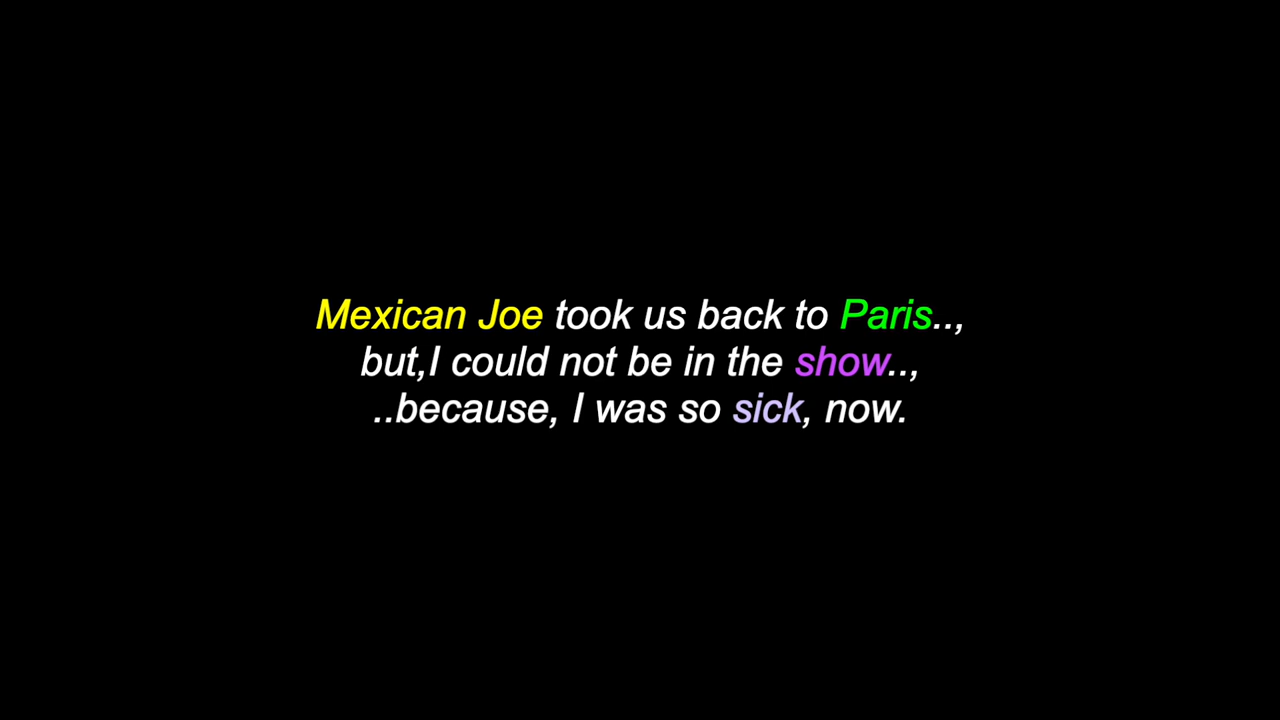 Mexican Joe took us back to Paris..,
but,I could not be in the show..,
..because, I was so sick, now.